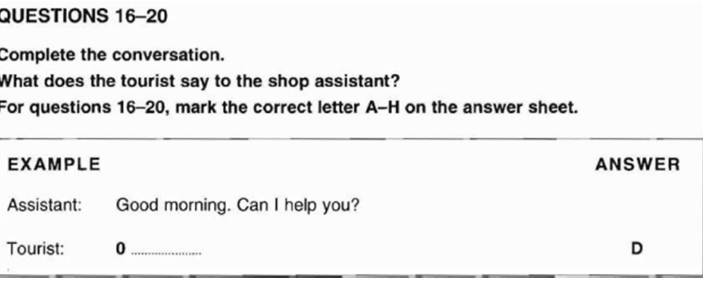 QUESTIONS 16–20
Complete the conversation.
What does the tourist say to the shop assistant?
For questions 16–20, mark the correct letter A–H on the answer sheet.
EXAMPLE ANSWER
Assistant: Good morning. Can I help you?
Tourist: 0 .................... D